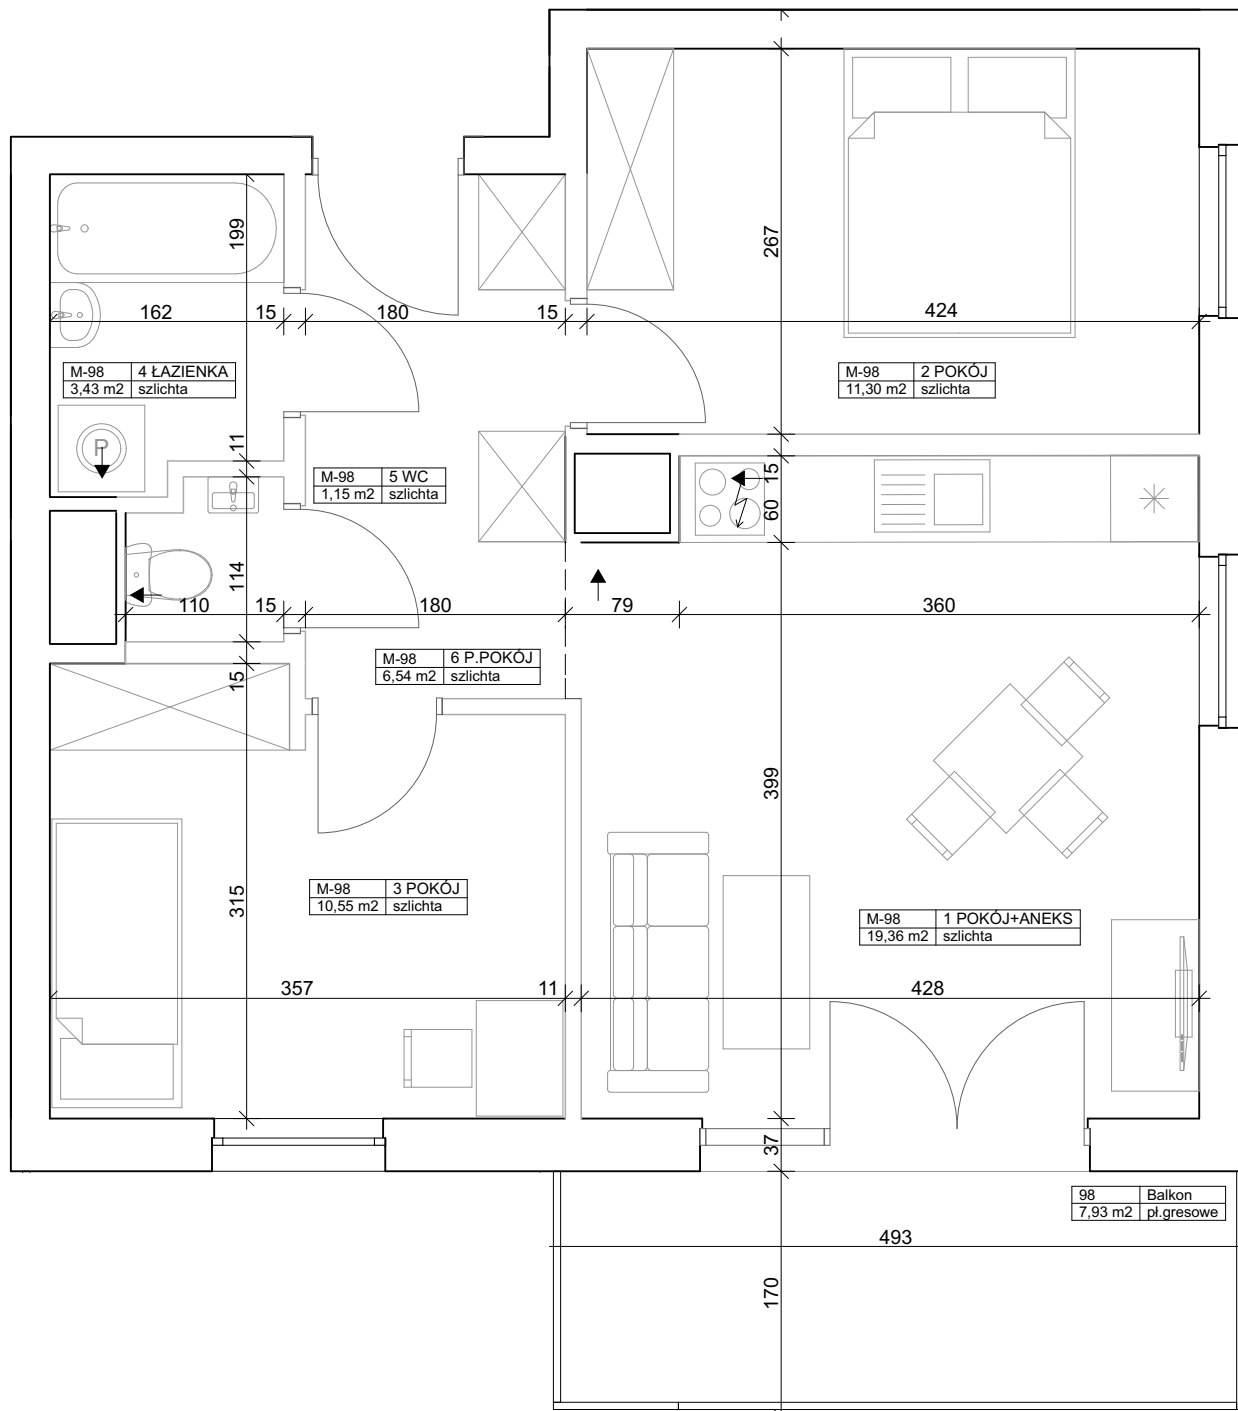 199
267
162
15
180
15
424
M-98 4 ŁAZIENKA
3,43 m2 szlichta
M-98 2 POKÓJ
11,30 m2 szlichta
P
11
M-98 5 WC
1,15 m2 szlichta
15
60
114
110
15
180
79
360
M-98 6 P.POKÓJ
6,54 m2 szlichta
15
399
315
M-98 3 POKÓJ
10,55 m2 szlichta
M-98 1 POKÓJ+ANEKS
19,36 m2 szlichta
357
11
428
37
98 Balkon
7,93 m2 pł.gresowe
493
170